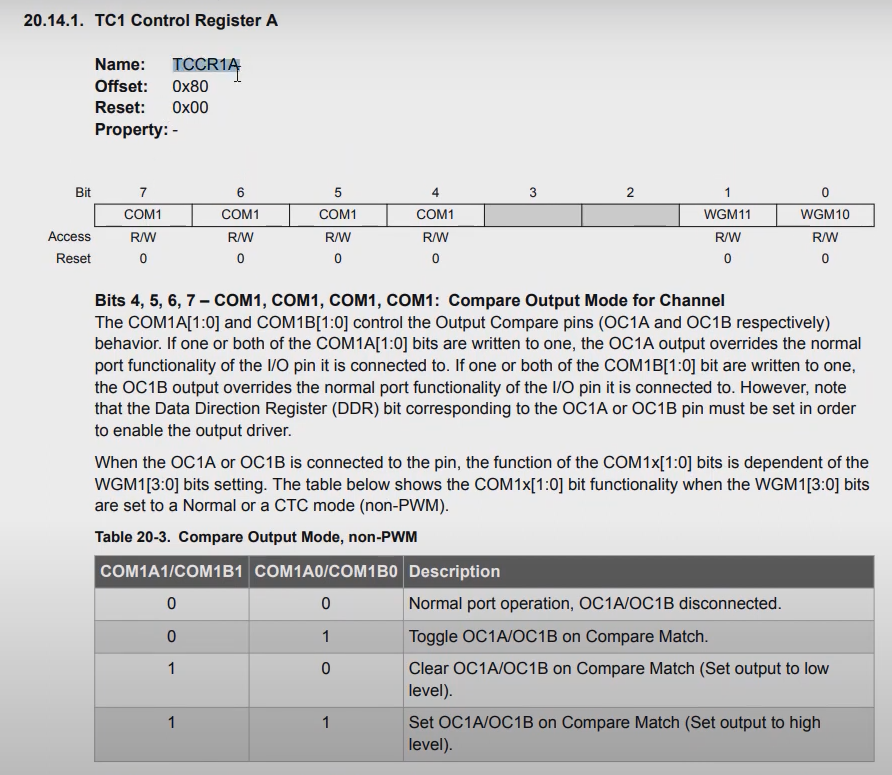 20.14.1. TC1 Control Register A
Name: TCCR1A
Offset: 0x80
Reset: 0x00
Property: -
Bit 7 6 5 4 3 2 1 0
COM1 COM1 COM1 COM1 WGM11 WGM10
Access R/W R/W R/W R/W R/W R/W
Reset 0 0 0 0 0 0
Bits 4, 5, 6, 7 – COM1, COM1, COM1, COM1: Compare Output Mode for Channel
The COM1A[1:0] and COM1B[1:0] control the Output Compare pins (OC1A and OC1B respectively)
behavior. If one or both of the COM1A[1:0] bits are written to one, the OC1A output overrides the normal
port functionality of the I/O pin it is connected to. If one or both of the COM1B[1:0] bit are written to one,
the OC1B output overrides the normal port functionality of the I/O pin it is connected to. However, note
that the Data Direction Register (DDR) bit corresponding to the OC1A or OC1B pin must be set in order
to enable the output driver.
When the OC1A or OC1B is connected to the pin, the function of the COM1x[1:0] bits is dependent of the
WGM1[3:0] bits setting. The table below shows the COM1x[1:0] bit functionality when the WGM1[3:0] bits
are set to a Normal or a CTC mode (non-PWM).
Table 20-3. Compare Output Mode, non-PWM
COM1A1/COM1B1 COM1A0/COM1B0 Description
0 0 Normal port operation, OC1A/OC1B disconnected.
0 1 Toggle OC1A/OC1B on Compare Match.
1 0 Clear OC1A/OC1B on Compare Match (Set output to low
level).
1 1 Set OC1A/OC1B on Compare Match (Set output to high
level).